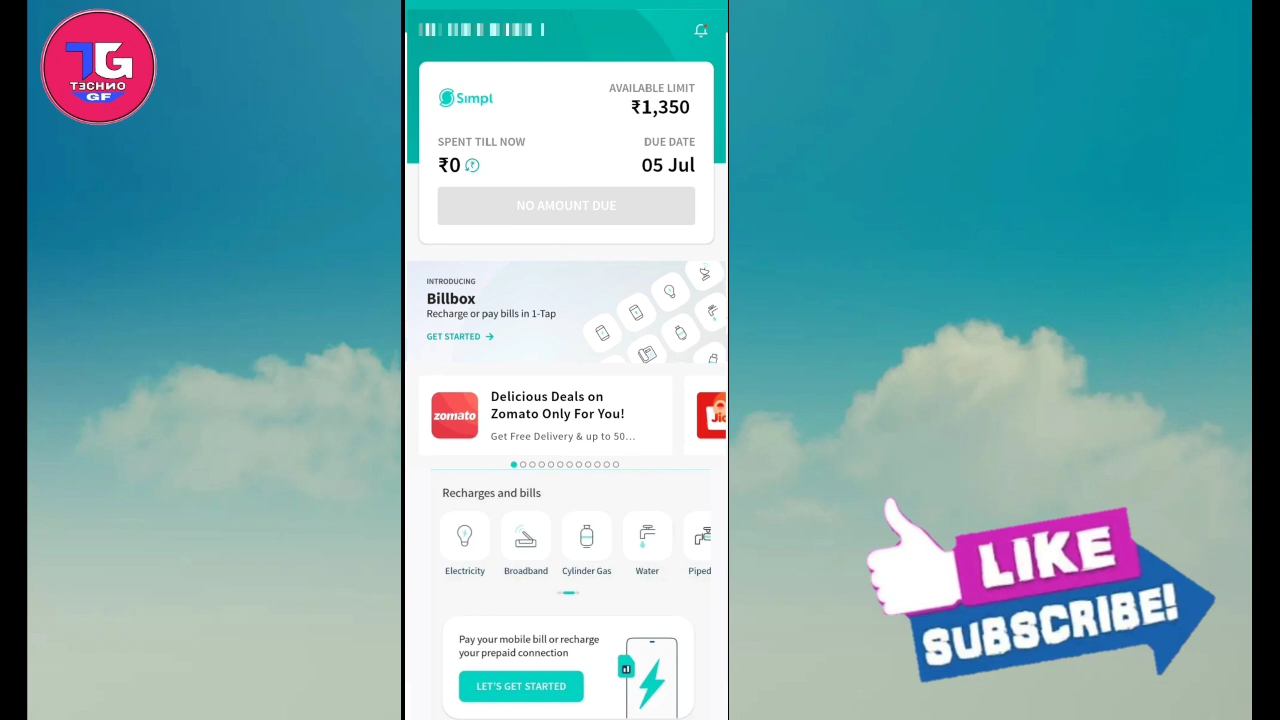 TG
TECHNO
GF
Simpl
AVAILABLE LIMIT
₹1,350
SPENT TILL NOW
DUE DATE
₹0
05 Jul
NO AMOUNT DUE
INTRODUCING
Billbox
Recharge or pay bills in 1-Tap
GET STARTED →
zomato
Delicious Deals on
Zomato Only For You!
Get Free Delivery & up to 50...
Recharges and bills
Electricity
Broadband
Cylinder Gas
Water
Piped
Pay your mobile bill or recharge
your prepaid connection
LET'S GET STARTED
LIKE
SUBSCRIBE!